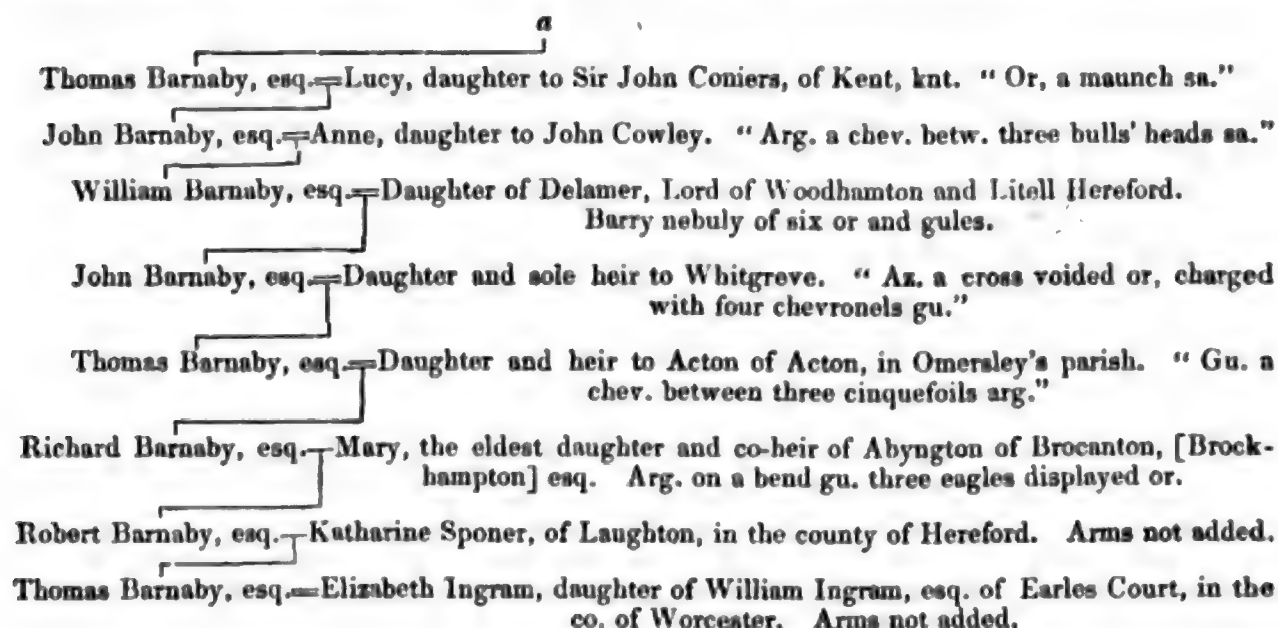 a
Thomas Barnaby, esq.=Lucy, daughter to Sir John Coniers, of Kent, knt. "Or, a maunch sa."
John Barnaby, esq.=Anne, daughter to John Cowley. "Arg. a chev. betw. three bulls' heads sa."
William Barnaby, esq.=Daughter of Delamer, Lord of Woodhamton and Litell Hereford.
Barry nebuly of six or and gules.
John Barnaby, esq.=Daughter and sole heir to Whitgreve. "Az. a cross voided or, charged
with four chevronels gu."
Thomas Barnaby, esq.=Daughter and heir to Acton of Acton, in Omersley's parish. "Gu. a
chev. between three cinquefoils arg."
Richard Barnaby, esq.=Mary, the eldest daughter and co-heir of Abyngton of Brocanton, [Brock-
hampton] esq. Arg. on a bend gu. three eagles displayed or.
Robert Barnaby, esq.=Katharine Sponer, of Laughton, in the county of Hereford. Arms not added.
Thomas Barnaby, esq.=Elizabeth Ingram, daughter of William Ingram, esq. of Earles Court, in the
co. of Worcester. Arms not added.